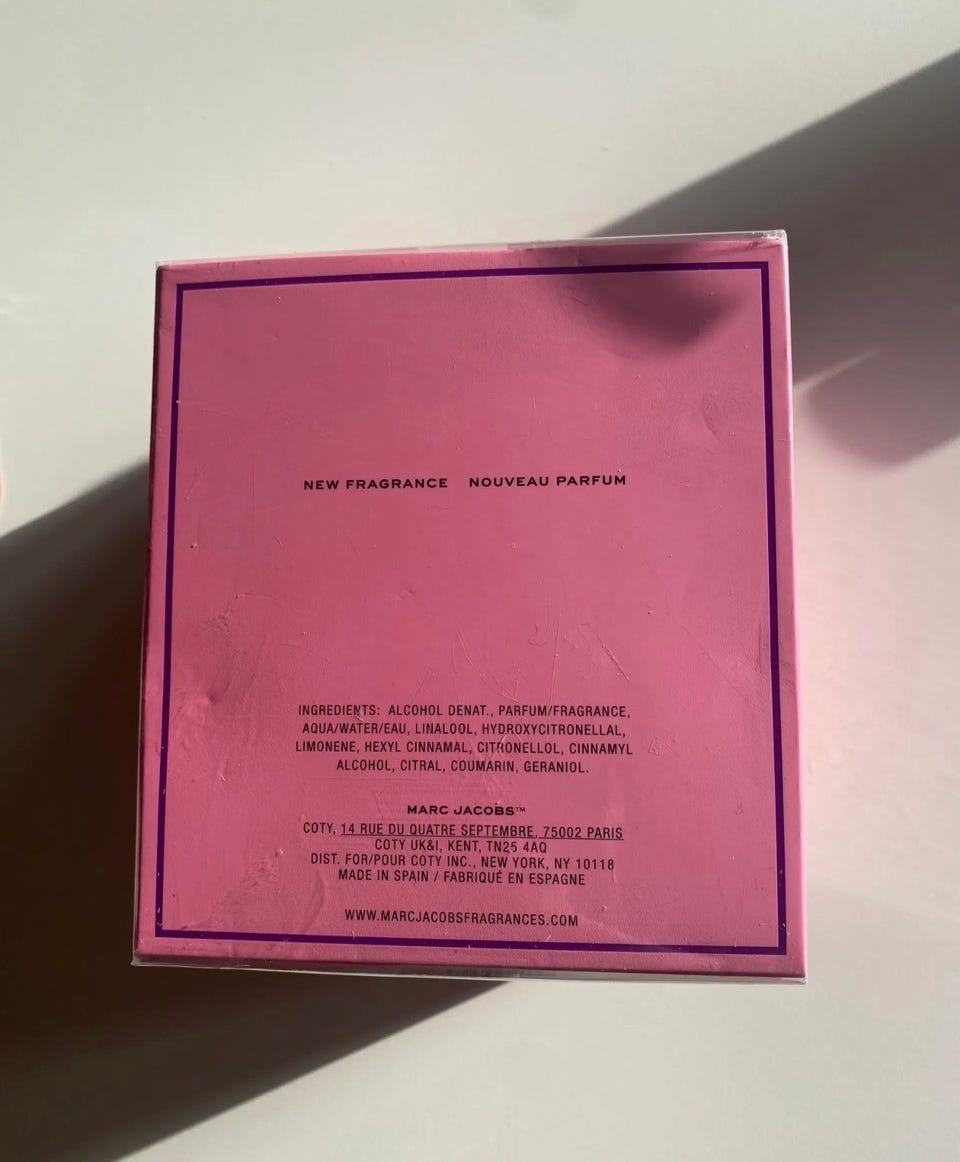 NEW FRAGRANCE NOUVEAU PARFUM
INGREDIENTS: ALCOHOL DENAT., PARFUM/FRAGRANCE,
AQUA/WATER/EAU, LINALOOL, HYDROXYCITRONELLAL,
LIMONENE, HEXYL CINNAMAL, CITRONELLOL, CINNAMYL
ALCOHOL, CITRAL, COUMARIN, GERANIOL.
MARC JACOBS™
COTY, 14 RUE DU QUATRE SEPTEMBRE, 75002 PARIS
COTY UK&I, KENT, TN25 4AQ
DIST. FOR/POUR COTY INC., NEW YORK, NY 10118
MADE IN SPAIN / FABRIQUÉ EN ESPAGNE
WWW.MARCJACOBSFRAGRANCES.COM